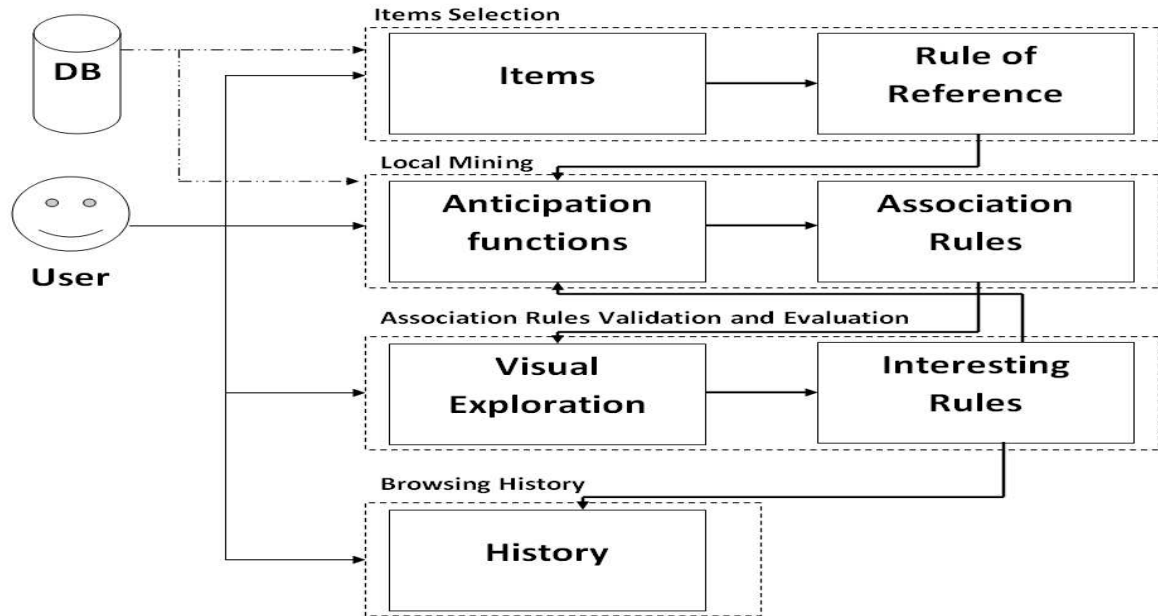 Items Selection
DB
Items
Rule of
Reference
Local Mining
User
Anticipation
functions
Association
Rules
Association Rules Validation and Evaluation
Visual
Exploration
Interesting
Rules
Browsing History
History